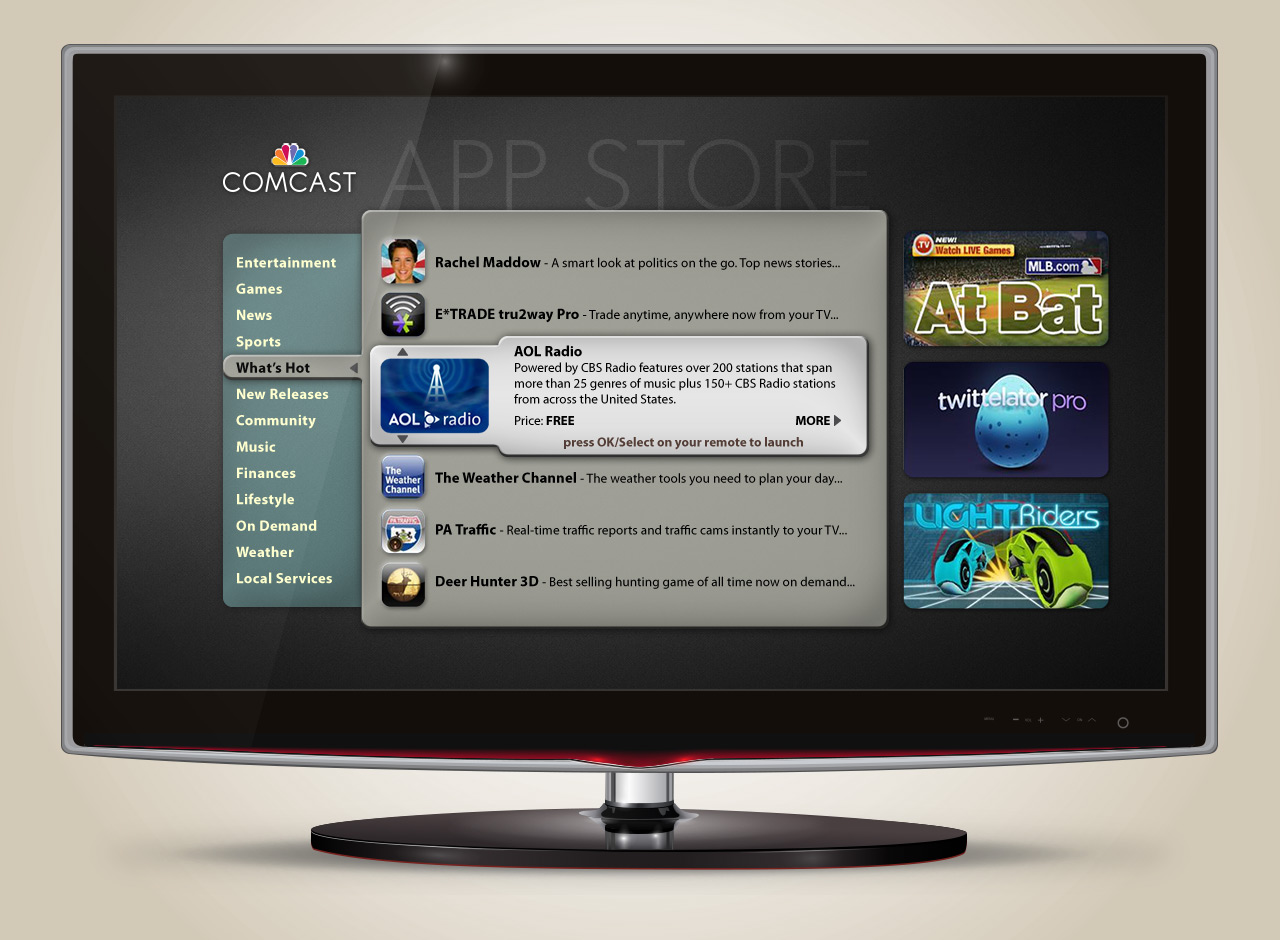 COMCAST
APP STORE
Entertainment
Games
News
Sports
What's Hot
New Releases
Community
Music
Finances
Lifestyle
On Demand
Weather
Local Services
Rachel Maddow - A smart look at politics on the go. Top news stories...
E*TRADE tru2way Pro - Trade anytime, anywhere now from your TV...
AOL radio
AOL Radio
Powered by CBS Radio features over 200 stations that span
more than 25 genres of music plus 150+ CBS Radio stations
from across the United States.
Price: FREE
MORE
press OK/Select on your remote to launch
The
Weather
Channel
The Weather Channel - The weather tools you need to plan your day...
PA TRAFFIC
PA Traffic - Real-time traffic reports and traffic cams instantly to your TV...
Deer Hunter 3D - Best selling hunting game of all time now on demand...
.TV
NEW!
Watch LIVE Games
MLB.com
At Bat
twittelator pro
LIGHT Riders